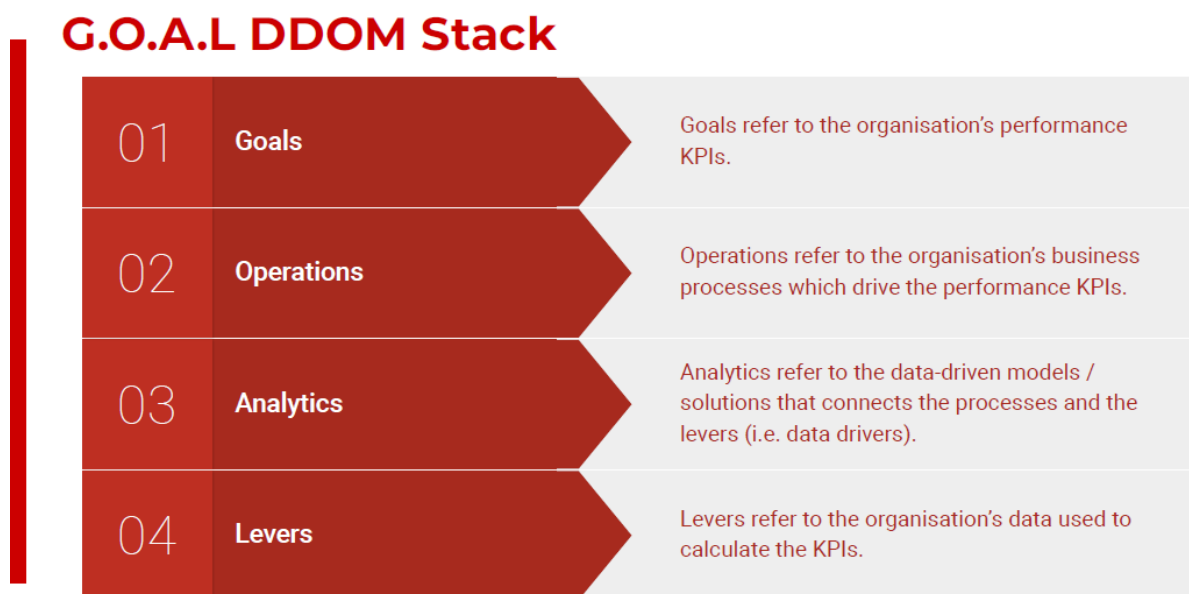 G.O.A.L DDOM Stack
01
Goals
Goals refer to the organisation's performance
KPIs.
02
Operations
Operations refer to the organisation's business
processes which drive the performance KPIs.
03
Analytics
Analytics refer to the data-driven models /
solutions that connects the processes and the
levers (i.e. data drivers).
04
Levers
Levers refer to the organisation's data used to
calculate the KPIs.